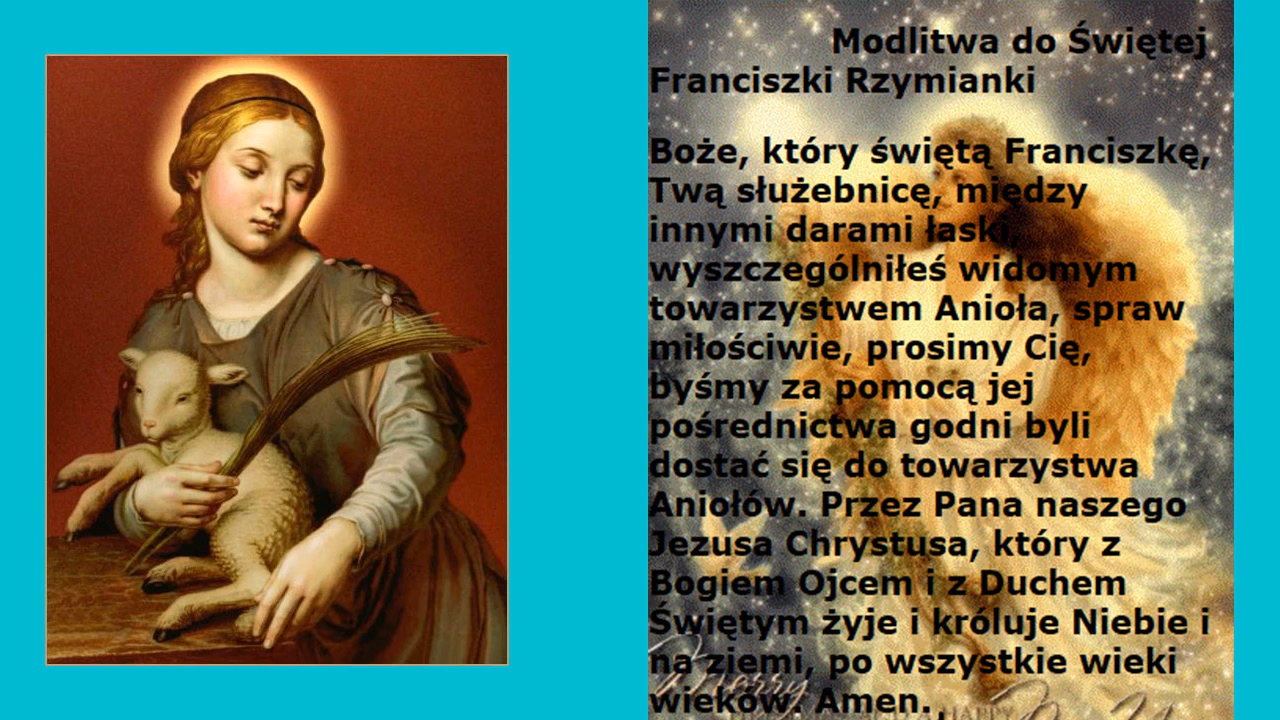 Modlitwa do Świętej
Franciszki Rzymianki
Boże, który świętą Franciszkę,
Twą służebnicę, między
innymi darami łaski,
wyszczególniłeś widomym
towarzystwem Anioła, spraw
miłościwie, prosimy Cię,
byśmy za pomocą jej
pośrednictwa godni byli
dostać się do towarzystwa
Aniołów. Przez Pana naszego
Jezusa Chrystusa, który z
Bogiem Ojcem i z Duchem
Świętym żyje i króluje Niebie i
na ziemi, po wszystkie wieki
wieków. Amen.
Merry
HAPPY